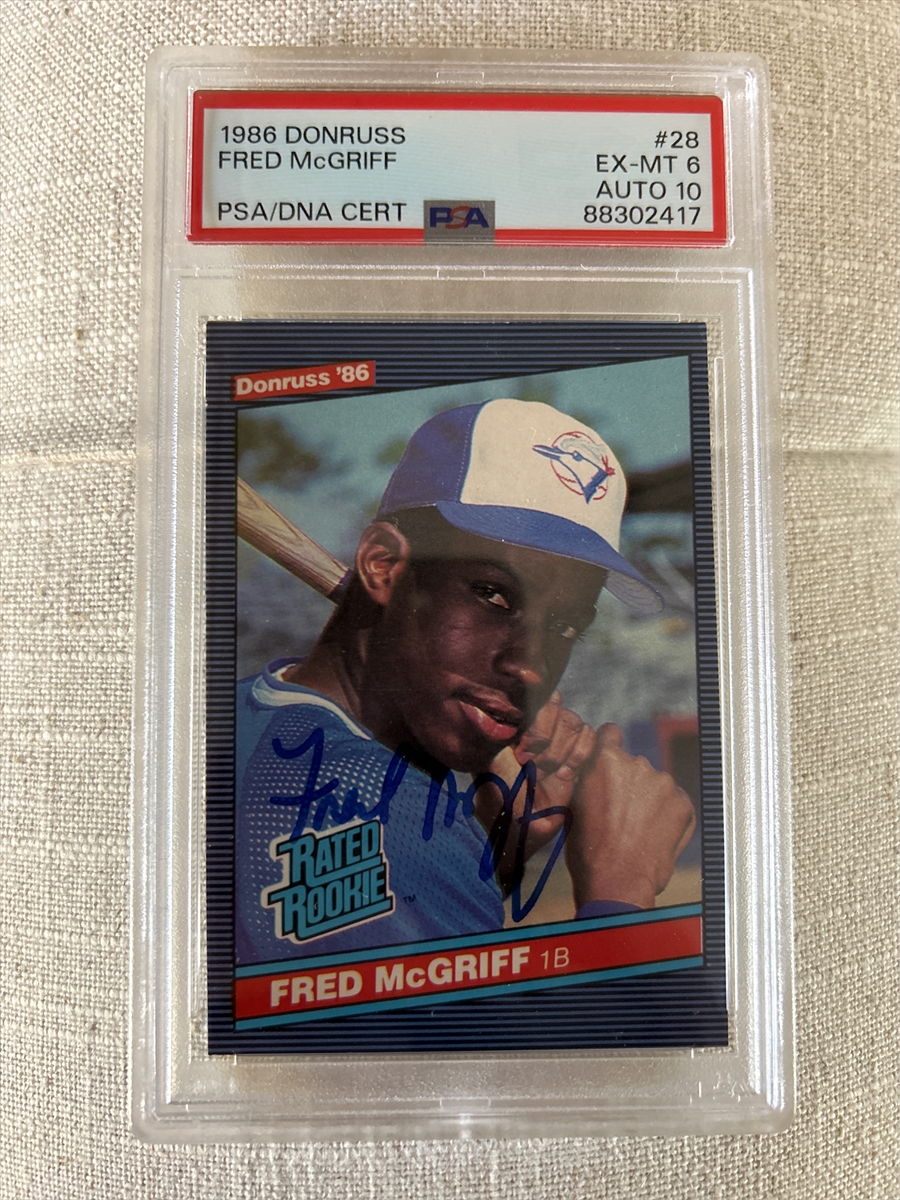 1986 DONRUSS #28
FRED McGRIFF EX-MT 6
AUTO 10
PSA/DNA CERT PSA 88302417
Donruss '86
Fred McGriff
RATED
ROOKIE ™
FRED McGRIFF 1B